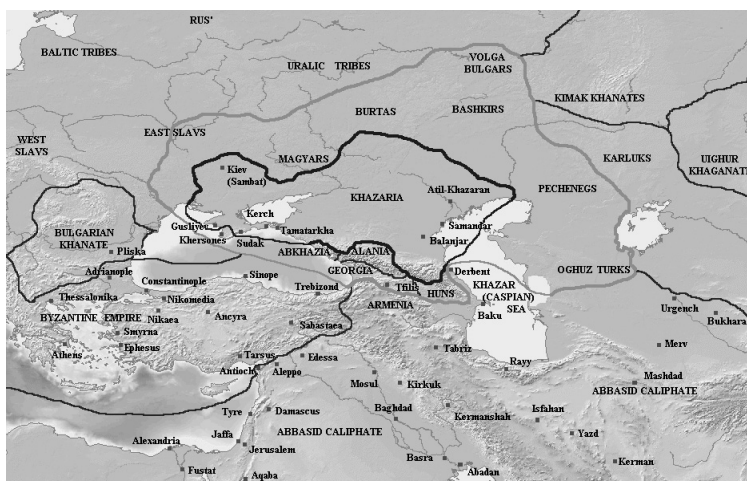 RUS'
BALTIC TRIBES
URALIC TRIBES
VOLGA
BULGARS
KIMAK KHANATES
BURTAS
BASHKIRS
EAST SLAVS
WEST
SLAVS
MAGYARS
KARLUKS
UIGHUR
KHAGANAT
Kiev
(Sambat)
PECHENEGS
KHAZARIA
Atil-Khazaran
Kerch
Gusliyev
Khersones
Sudak
Tamatarkha
Samandar
Balanjar
BULGARIAN
KHANATE
Pliska
ABKHAZIA
ALANIA
GEORGIA
Derbent
OGHUZ TURKS
Adrianople
Constantinople
Sinope
Trebizond
Tiflis
HUNS
KHAZAR
(CASPIAN)
SEA
Thessalonika
Nikomedia
ARMENIA
Baku
Urgench
Bukhara
BYZANTINE EMPIRE
Nikaea
Ancyra
Sabastaea
Smyrna
Athens
Ephesus
Tarsus
Edessa
Tabriz
Rayy
Merv
Antioch
Aleppo
Mosul
Kirkuk
Mashdad
ABBASID CALIPHATE
Tyre
Damascus
Baghdad
Kermanshah
Isfahan
Alexandria
Jaffa
Jerusalem
ABBASID CALIPHATE
Yazd
Fustat
Aqaba
Basra
Abadan
Kerman